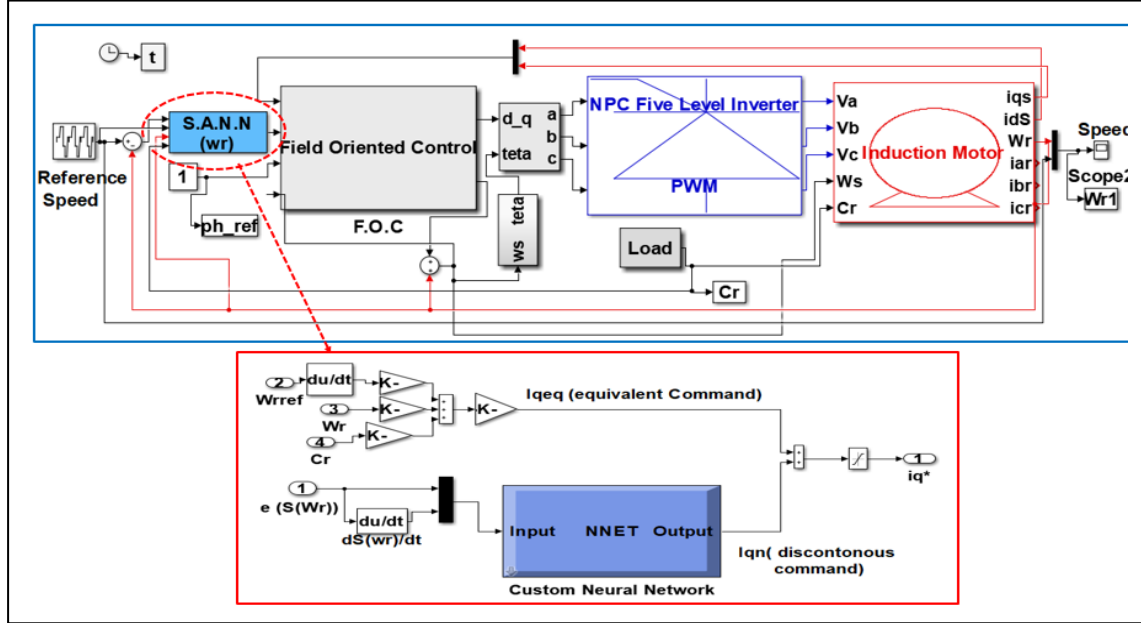 t
S.A.N.N
(wr)
Reference
Speed
1
ph_ref
Field Oriented Control
F.O.C
d_q
teta
a
b
c
ws teta
NPC Five Level Inverter
PWM
Load
Cr
Va
Vb
Vc
Ws
Cr
Induction Motor
iqs
idS
Wr
iar
ibr
icr
Speed
Scope2
Wr1
2
Wrref
du/dt
K-
3
Wr
K-
4
Cr
K-
K-
Iqeq (equivalent Command)
1
e (S(Wr))
du/dt
dS(wr)/dt
Input NNET Output
Custom Neural Network
Iqn( discontonous
command)
1
iq*